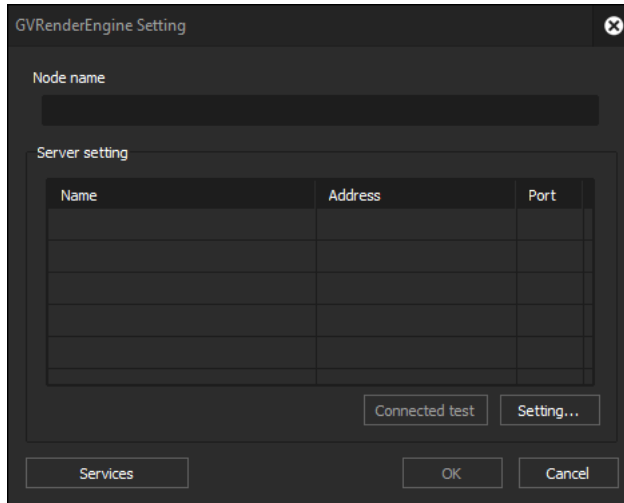 GVRenderEngine Setting
Node name
Server setting
Name Address Port
Connected test Setting...
Services OK Cancel